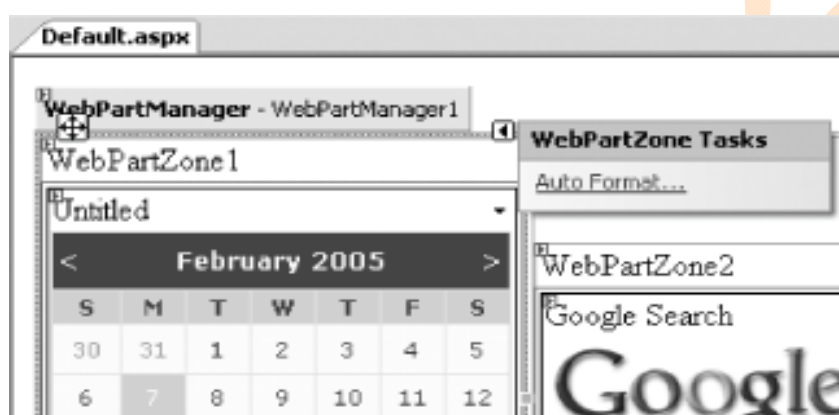 Default.aspx
WebPartManager - WebPartManager1
WebPartZone Tasks
Auto Format...
WebPartZone1
Untitled
< February 2005 >
S M T W T F S
30 31 1 2 3 4 5
6 7 8 9 10 11 12
WebPartZone2
Google Search
Google